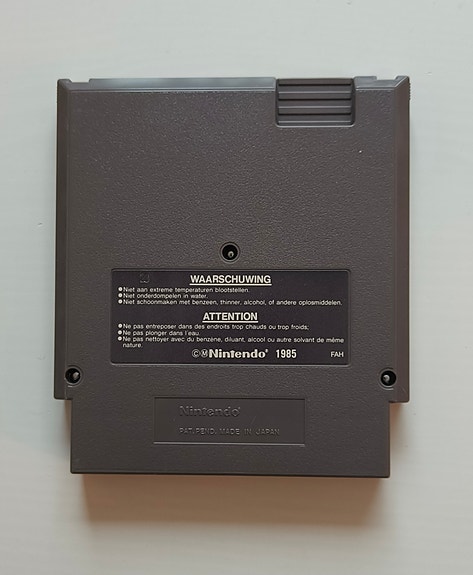 WAARSCHUWING
●Niet aan extreme temperaturen blootstellen.
●Niet onderdompelen in water.
●Niet schoonmaken met benzeen, thinner, alcohol, of andere oplosmiddelen.
ATTENTION
●Ne pas entreposer dans des endroits trop chauds ou trop froids;
●Ne pas plonger dans l'eau.
●Ne pas nettoyer avec du benzène, diluant, alcool ou autre solvant de même
nature.
©ⓂNintendo® 1985 FAH
Nintendo®
PAT. PEND. MADE IN JAPAN